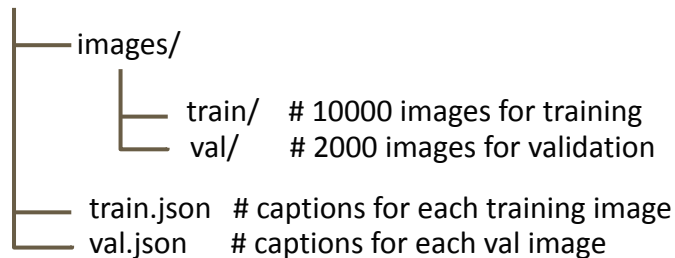 images/
train/ # 10000 images for training
val/ # 2000 images for validation
train.json # captions for each training image
val.json # captions for each val image